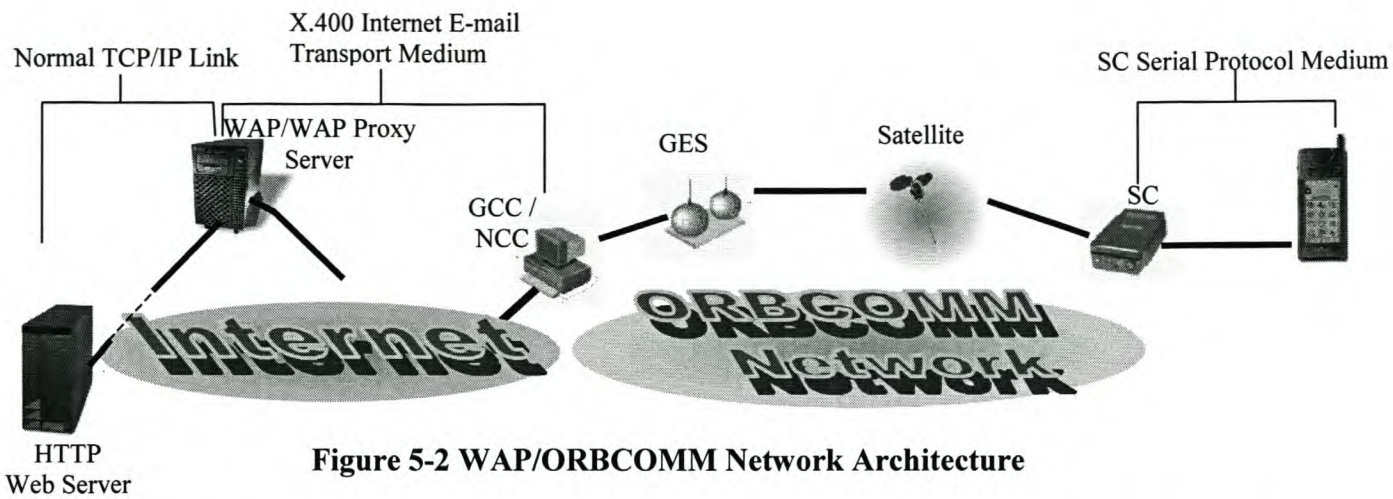 X.400 Internet E-mail
Transport Medium
Normal TCP/IP Link
SC Serial Protocol Medium
WAP/WAP Proxy
Server
GES
Satellite
GCC /
NCC
SC
Internet
ORBCOMM
Network
HTTP
Web Server
Figure 5-2 WAP/ORBCOMM Network Architecture